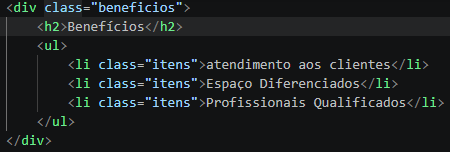 <div class="beneficios">
<h2>Benefícios</h2>
<ul>
<li class="itens">atendimento aos clientes</li>
<li class="itens">Espaço Diferenciados</li>
<li class="itens">Profissionais Qualificados</li>
</ul>
</div>